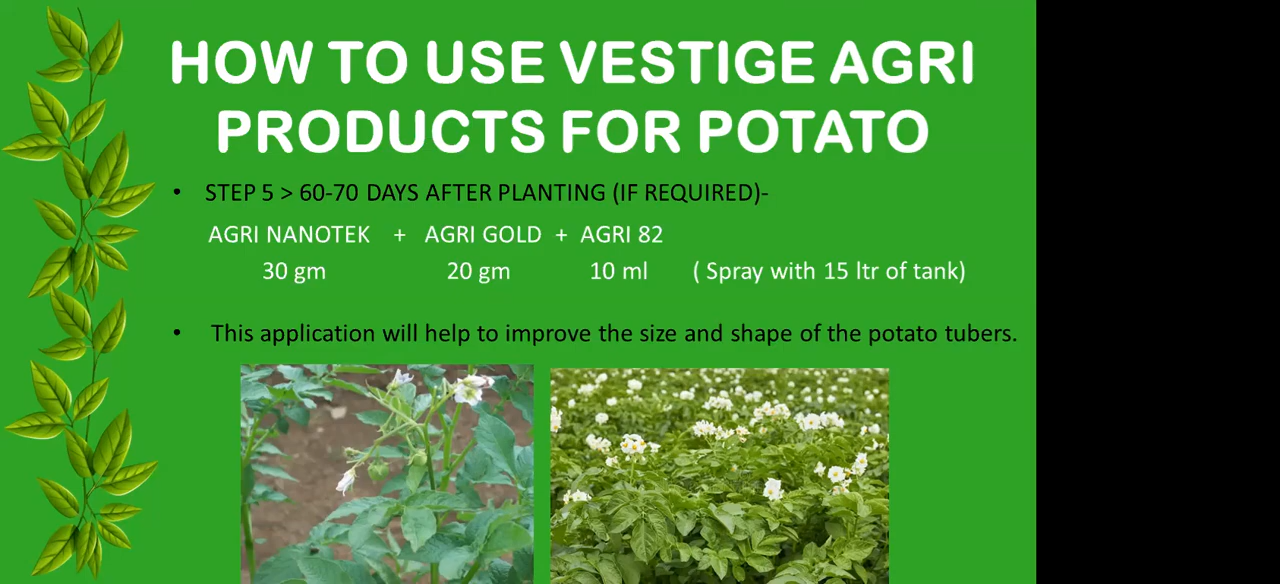 HOW TO USE VESTIGE AGRI
PRODUCTS FOR POTATO
• STEP 5 > 60-70 DAYS AFTER PLANTING (IF REQUIRED)-
AGRI NANOTEK + AGRI GOLD + AGRI 82
30 gm 20 gm 10 ml ( Spray with 15 ltr of tank)
• This application will help to improve the size and shape of the potato tubers.